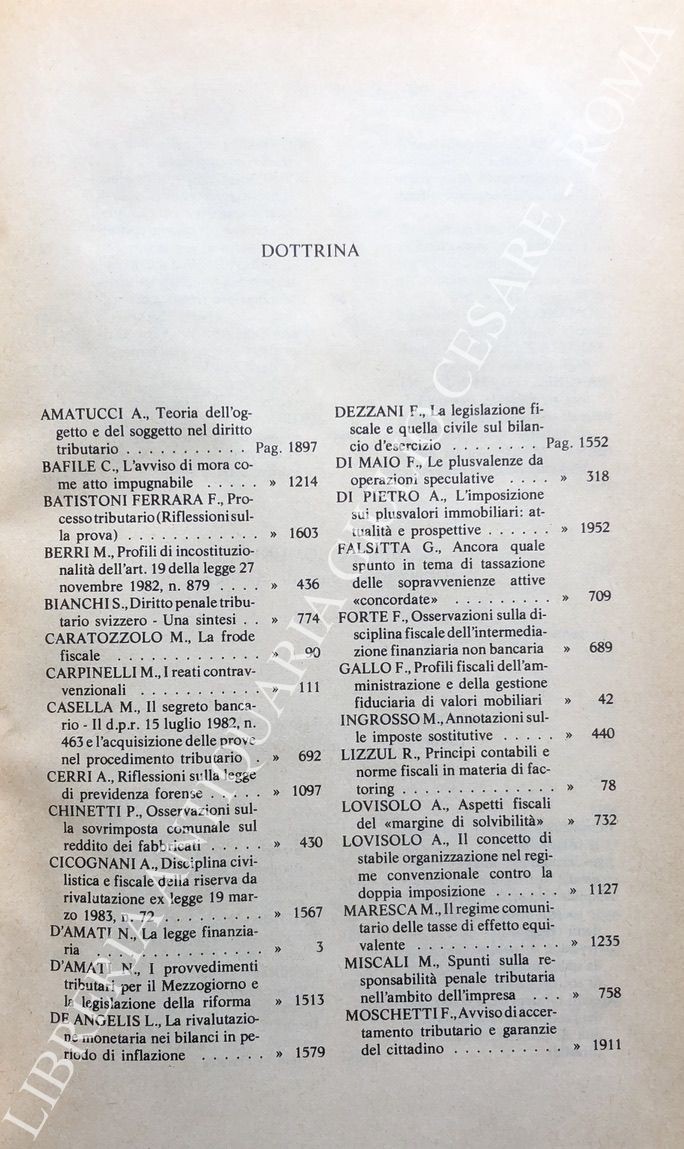 DOTTRINA
AMATUCCI A., Teoria dell'og-
getto e del soggetto nel diritto
tributario . . . . . . . . . . . Pag. 1897
BAFILE C., L'avviso di mora co-
me atto impugnabile . . . . . » 1214
BATISTONI FERRARA F., Pro-
cesso tributario (Riflessioni sul-
la prova) . . . . . . . . . . . . » 1603
BERRI M., Profili di incostituzio-
nalità dell'art. 19 della legge 27
novembre 1982, n. 879 . . . . » 436
BIANCHI S., Diritto penale tribu-
tario svizzero - Una sintesi . . » 774
CARATOZZOLO M., La frode
fiscale . . . . . . . . . . . . . » 90
CARPINELLI M., I reati contrav-
venzionali . . . . . . . . . . . » 111
CASELLA M., Il segreto banca-
rio - Il d.p.r. 15 luglio 1982, n.
463 e l'acquisizione delle prove
nel procedimento tributario . » 692
CERRI A., Riflessioni sulla legge
di previdenza forense . . . . . » 1097
CHINETTI P., Osservazioni sul-
la sovrimposta comunale sul
reddito dei fabbricati . . . . . » 430
CICOGNANI A., Disciplina civi-
listica e fiscale della riserva da
rivalutazione ex legge 19 mar-
zo 1983, n. 72 . . . . . . . . . » 1567
D'AMATI N., La legge finanzia-
ria . . . . . . . . . . . . . . . » 3
D'AMATI N., I provvedimenti
tributari per il Mezzogiorno e
la legislazione della riforma » 1513
DE ANGELIS L., La rivalutazio-
ne monetaria nei bilanci in pe-
riodo di inflazione . . . . . . » 1579
DEZZANI F., La legislazione fi-
scale e quella civile sul bilan-
cio d'esercizio . . . . . . . . Pag. 1552
DI MAIO F., Le plusvalenze da
operazioni speculative . . . . » 318
DI PIETRO A., L'imposizione
sui plusvalori immobiliari: at-
tualità e prospettive . . . . . . » 1952
FALSITTA G., Ancora quale
spunto in tema di tassazione
delle sopravvenienze attive
«concordate» . . . . . . . . . » 709
FORTE F., Osservazioni sulla di-
sciplina fiscale dell'intermedia-
zione finanziaria non bancaria » 689
GALLO F., Profili fiscali dell'am-
ministrazione e della gestione
fiduciaria di valori mobiliari » 42
INGROSSO M., Annotazioni sul-
le imposte sostitutive . . . . . » 440
LIZZUL R., Principi contabili e
norme fiscali in materia di fac-
toring . . . . . . . . . . . . . » 78
LOVISOLO A., Aspetti fiscali
del «margine di solvibilità» » 732
LOVISOLO A., Il concetto di
stabile organizzazione nel regi-
me convenzionale contro la
doppia imposizione . . . . . . » 1127
MARESCA M., Il regime comuni-
tario delle tasse di effetto equi-
valente . . . . . . . . . . . . » 1235
MISCALI M., Spunti sulla re-
sponsabilità penale tributaria
nell'ambito dell'impresa . . . » 758
MOSCHETTI F., Avviso di accer-
tamento tributario e garanzie
del cittadino . . . . . . . . . . » 1911